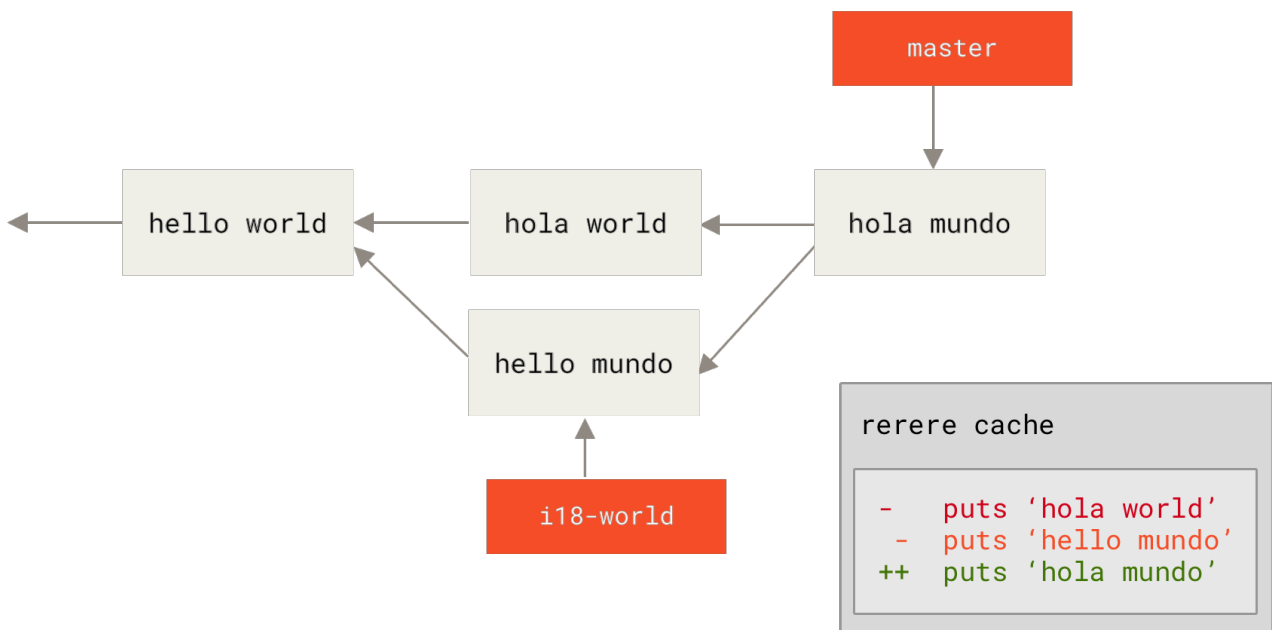 master
hello world
hola world
hola mundo
hello mundo
i18-world
rerere cache
-   puts ‘hola world’
 -  puts ‘hello mundo’
++  puts ‘hola mundo’